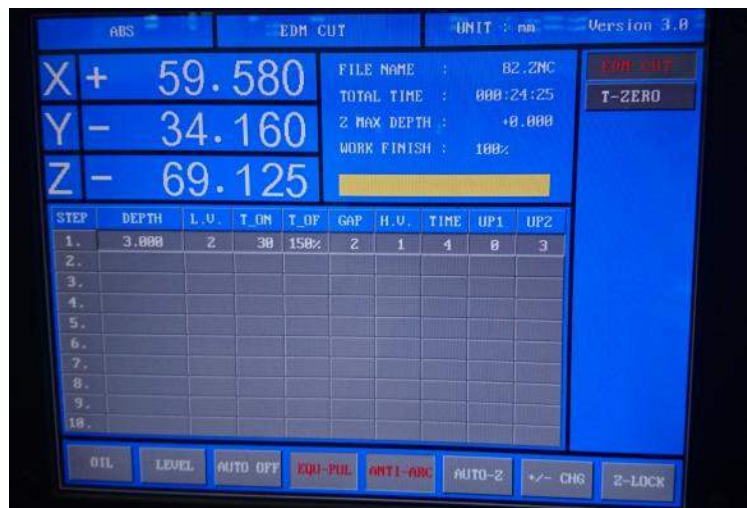 ABS EDM CUT UNIT : mm Version 3.0
X + 59.580
Y - 34.160
Z - 69.125
FILE NAME : B2.ZNC
TOTAL TIME : 000:24:25
Z MAX DEPTH : +0.000
WORK FINISH : 100%
EDM CUT
T-ZERO
STEP DEPTH L.V. T_ON T_OF GAP H.V. TIME UP1 UP2
1. 3.000 2 30 150% 2 1 4 0 3
2.
3.
4.
5.
6.
7.
8.
9.
10.
OIL LEVEL AUTO OFF EQU-PUL ANTI-ARC AUTO-Z +/- CHG Z-LOCK